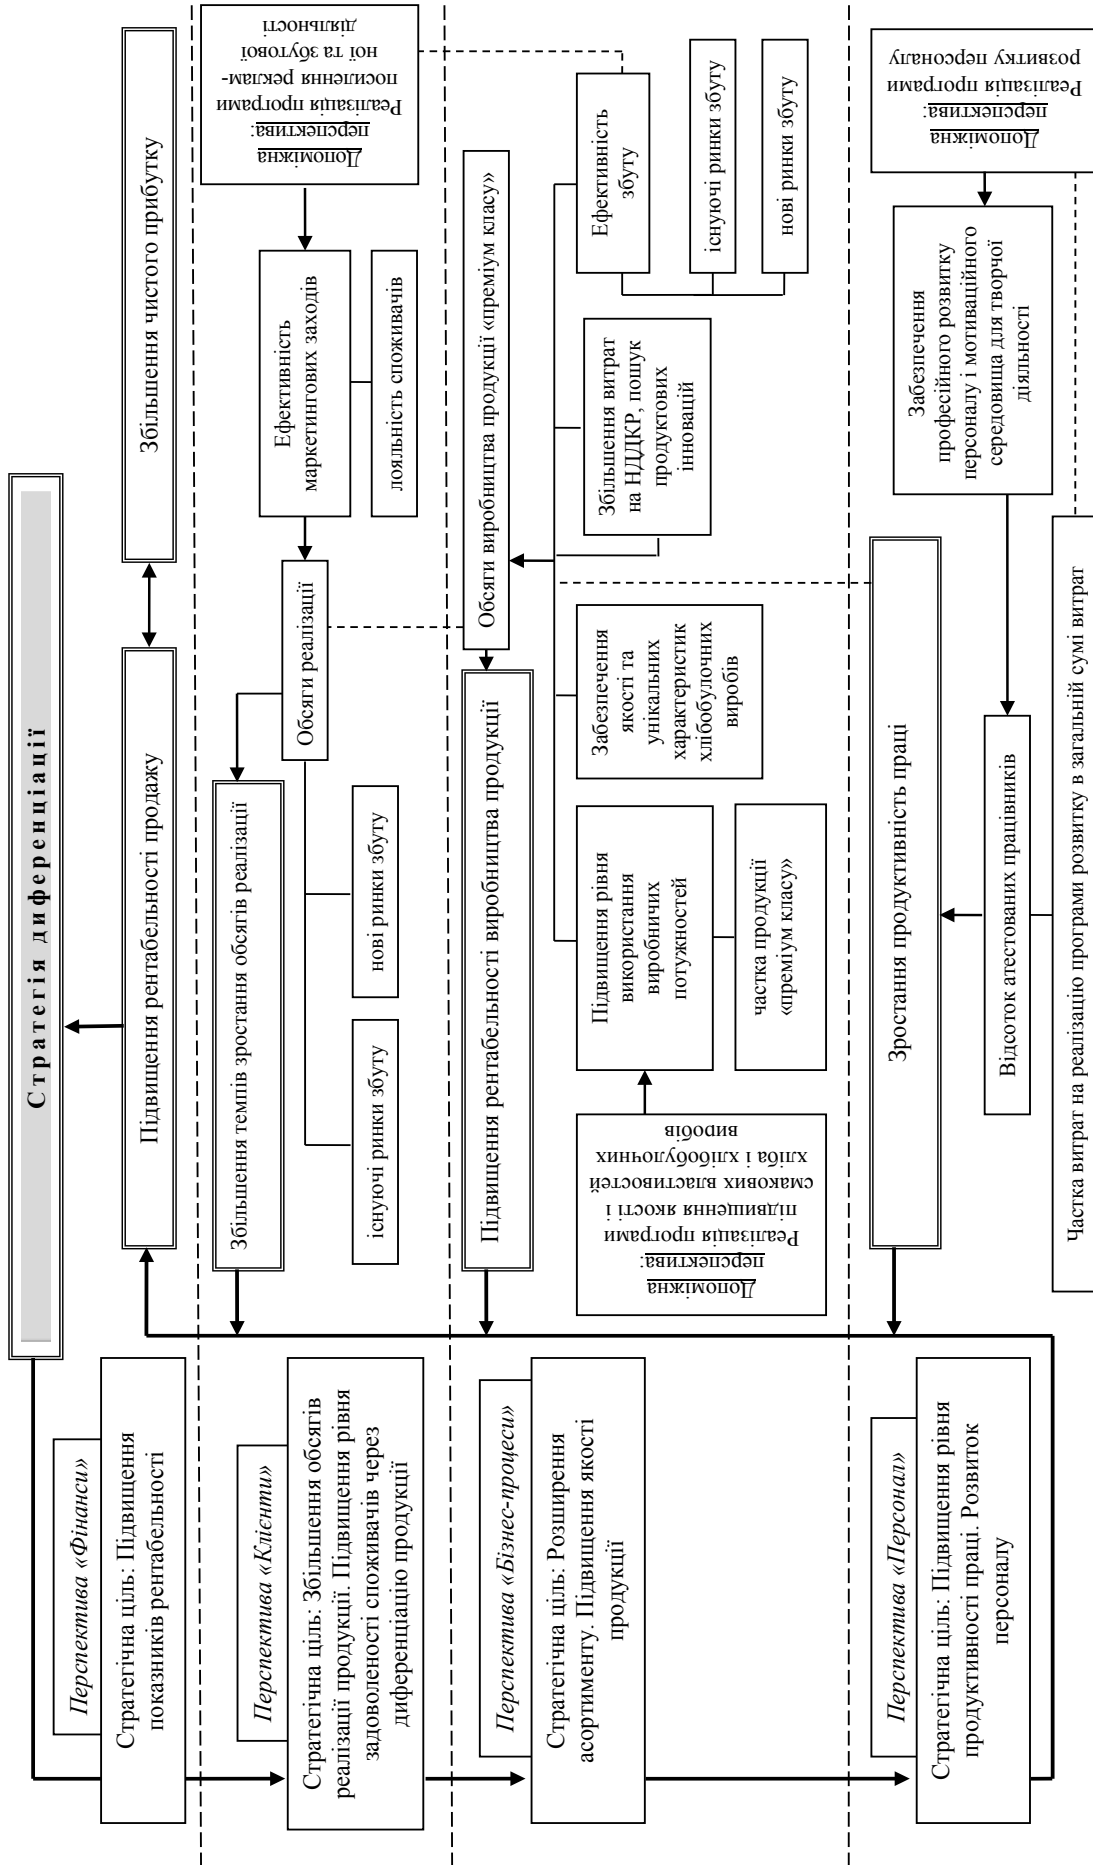 Стратегія диференціації
Перспектива «Фінанси»
Стратегічна ціль: Підвищення
показників рентабельності
Підвищення рентабельності продажу
Збільшення чистого прибутку
Перспектива «Клієнти»
Стратегічна ціль: Збільшення обсягів
реалізації продукції. Підвищення рівня
задоволеності споживачів через
диференціацію продукції
Збільшення темпів зростання обсягів реалізації
Обсяги реалізації
існуючі ринки збуту
нові ринки збуту
Ефективність
маркетингових заходів
лояльність споживачів
Допоміжна
перспектива:
Реалізація програми
посилення реклам-
ної та збутової
діяльності
Перспектива «Бізнес-процеси»
Стратегічна ціль: Розширення
асортименту. Підвищення якості
продукції
Підвищення рентабельності виробництва продукції
Обсяги виробництва продукції «преміум класу»
Допоміжна
перспектива:
Реалізація програми
підвищення якості і
смакових властивостей
хліба і хлібобулочних
виробів
Підвищення рівня
використання
виробничих
потужностей
частка продукції
«преміум класу»
Забезпечення
якості та
унікальних
характеристик
хлібобулочних
виробів
Збільшення витрат
на НДДКР, пошук
продуктових
інновацій
Ефективність
збуту
існуючі ринки збуту
нові ринки збуту
Перспектива «Персонал»
Стратегічна ціль: Підвищення рівня
продуктивності праці. Розвиток
персоналу
Зростання продуктивність праці
Відсоток атестованих працівників
Частка витрат на реалізацію програми розвитку в загальній сумі витрат
Забезпечення
професійного розвитку
персоналу і мотиваційного
середовища для творчої
діяльності
Допоміжна
перспектива:
Реалізація програми
розвитку персоналу